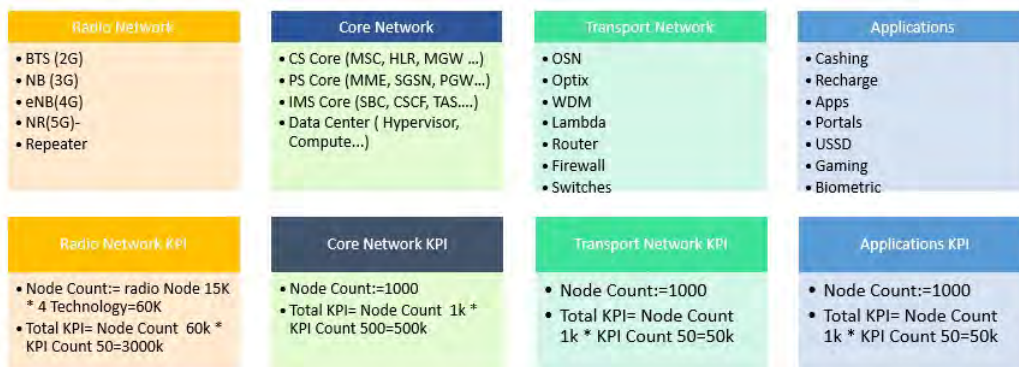 Radio Network
• BTS (2G)
• NB (3G)
• eNB(4G)
• NR(5G)-
• Repeater
Core Network
• CS Core (MSC, HLR, MGW ...)
• PS Core (MME, SGSN, PGW...)
• IMS Core (SBC, CSCF, TAS....)
• Data Center ( Hypervisor,
Compute...)
Transport Network
• OSN
• Optix
• WDM
• Lambda
• Router
• Firewall
• Switches
Applications
• Cashing
• Recharge
• Apps
• Portals
• USSD
• Gaming
• Biometric
Radio Network KPI
• Node Count:= radio Node 15K
* 4 Technology=60K
• Total KPI= Node Count 60k *
KPI Count 50=3000k
Core Network KPI
• Node Count:=1000
• Total KPI= Node Count 1k *
KPI Count 500=500k
Transport Network KPI
• Node Count:=1000
• Total KPI= Node Count
1k * KPI Count 50=50k
Applications KPI
• Node Count:=1000
• Total KPI= Node Count
1k * KPI Count 50=50k